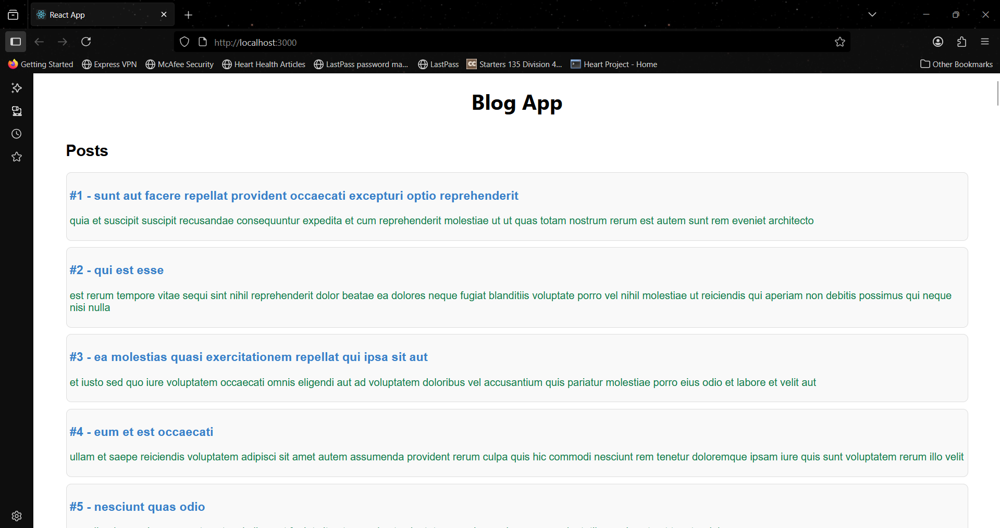 React App
http://localhost:3000
Getting Started
Express VPN
McAfee Security
Heart Health Articles
LastPass password ma...
LastPass
CC
Starters 135 Division 4...
Heart Project - Home
Other Bookmarks
Blog App
Posts
#1 - sunt aut facere repellat provident occaecati excepturi optio reprehenderit
quia et suscipit suscipit recusandae consequuntur expedita et cum reprehenderit molestiae ut ut quas totam nostrum rerum est autem sunt rem eveniet architecto
#2 - qui est esse
est rerum tempore vitae sequi sint nihil reprehenderit dolor beatae ea dolores neque fugiat blanditiis voluptate porro vel nihil molestiae ut reiciendis qui aperiam non debitis possimus qui neque
nisi nulla
#3 - ea molestias quasi exercitationem repellat qui ipsa sit aut
et iusto sed quo iure voluptatem occaecati omnis eligendi aut ad voluptatem doloribus vel accusantium quis pariatur molestiae porro eius odio et labore et velit aut
#4 - eum et est occaecati
ullam et saepe reiciendis voluptatem adipisci sit amet autem assumenda provident rerum culpa quis hic commodi nesciunt rem tenetur doloremque ipsam iure quis sunt voluptatem rerum illo velit
#5 - nesciunt quas odio